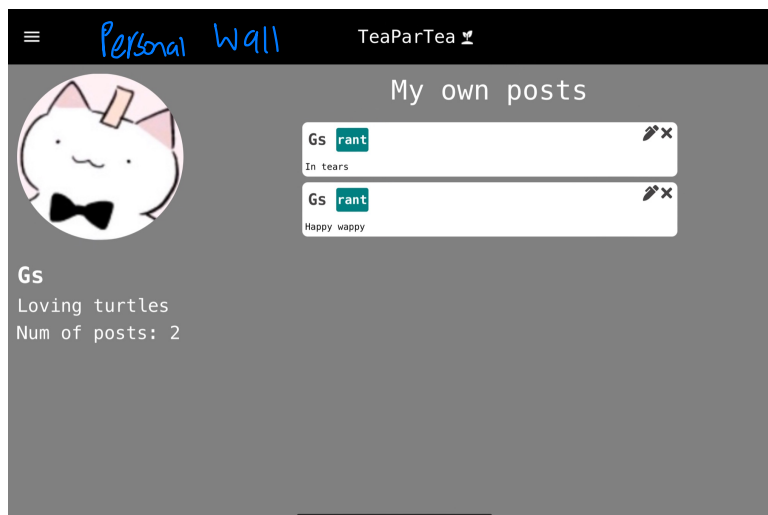 Personal Wall
TeaParTea
My own posts
Gs rant
In tears
Gs rant
Happy wappy
Gs
Loving turtles
Num of posts: 2